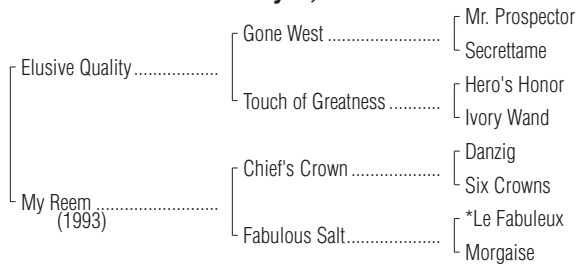 Mr. Prospector
Gone West
Secrettame
Elusive Quality
Hero's Honor
Touch of Greatness
Ivory Wand
Danzig
Chief's Crown
Six Crowns
My Reem
(1993)
*Le Fabuleux
Fabulous Salt
Morgaise